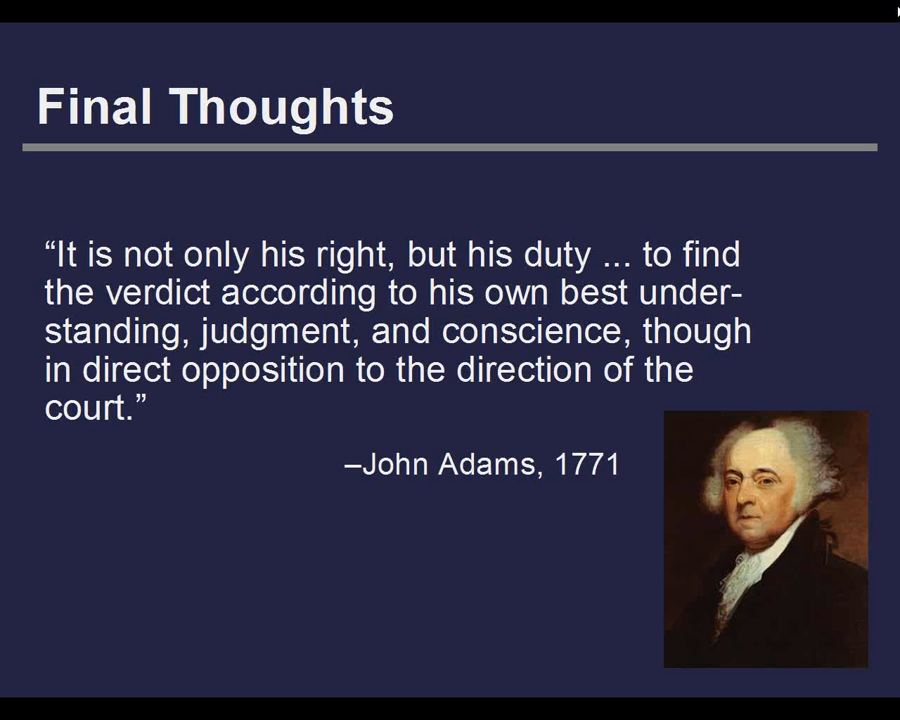 Final Thoughts
“It is not only his right, but his duty ... to find
the verdict according to his own best under-
standing, judgment, and conscience, though
in direct opposition to the direction of the
court.”
–John Adams, 1771